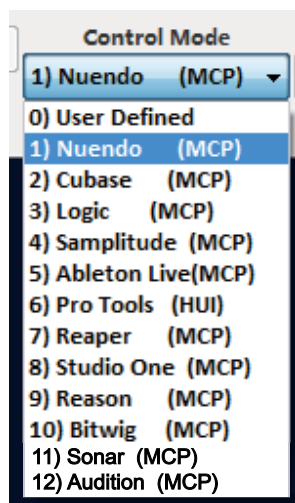 Control Mode
1) Nuendo (MCP)
0) User Defined
1) Nuendo (MCP)
2) Cubase (MCP)
3) Logic (MCP)
4) Samplitude (MCP)
5) Ableton Live(MCP)
6) Pro Tools (HUI)
7) Reaper (MCP)
8) Studio One (MCP)
9) Reason (MCP)
10) Bitwig (MCP)
11) Sonar (MCP)
12) Audition (MCP)